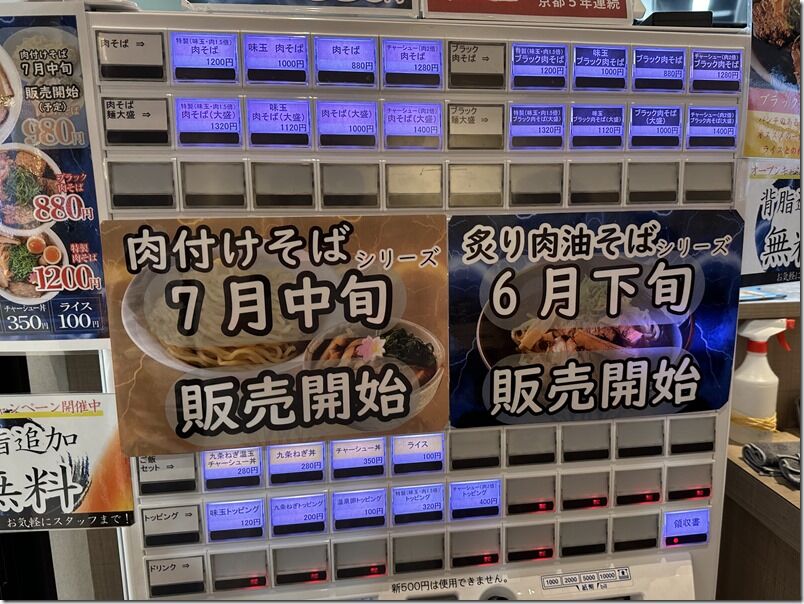 京都5年連続
肉付けそば
7月中旬
販売開始
(予定)
980円
ブラック
肉そば
880円
特製
肉そば
1200円
チャーシュー丼
350円
ライス
100円
ャンペーン開催中
脂追加
無料
お気軽にスタッフまで!
肉そば ⇒
特製(味玉・肉1.5倍)
肉そば
1200円
味玉 肉そば
1000円
肉そば
880円
チャーシュー(肉2倍)
肉そば
1280円
ブラック
肉そば ⇒
特製(味玉・肉1.5倍)
ブラック肉そば
1200円
味玉
ブラック肉そば
1000円
ブラック肉そば
880円
チャーシュー(肉2倍)
ブラック肉そば
1280円
肉そば
麺大盛 ⇒
特製(味玉・肉1.5倍)
肉そば(大盛)
1320円
味玉
肉そば(大盛)
1120円
肉そば(大盛)
1000円
チャーシュー(肉2倍)
肉そば(大盛)
1400円
ブラック
麺大盛 ⇒
特製(味玉・肉1.5倍)
ブラック肉そば(大盛)
1320円
味玉
ブラック肉そば(大盛)
1120円
ブラック肉そば
(大盛)
1000円
チャーシュー(肉2倍)
ブラック肉そば(大盛)
1400円
肉付けそばシリーズ
7月中旬
販売開始
炙り肉油そばシリーズ
6月下旬
販売開始
ご飯
セット ⇒
九条ねぎ温玉
チャーシュー丼
280円
九条ねぎ丼
280円
チャーシュー丼
350円
ライス
100円
トッピング ⇒
味玉トッピング
120円
九条ねぎトッピング
200円
温泉卵トッピング
100円
特製(味玉・肉1.5倍)
トッピング
320円
チャーシュー(肉2倍)
トッピング
400円
領収書
ドリンク ⇒
新500円は使用できません。
1000 2000 5000 10000
紙幣
ブラック
ライスとの
背脂追
無料
お気軽に